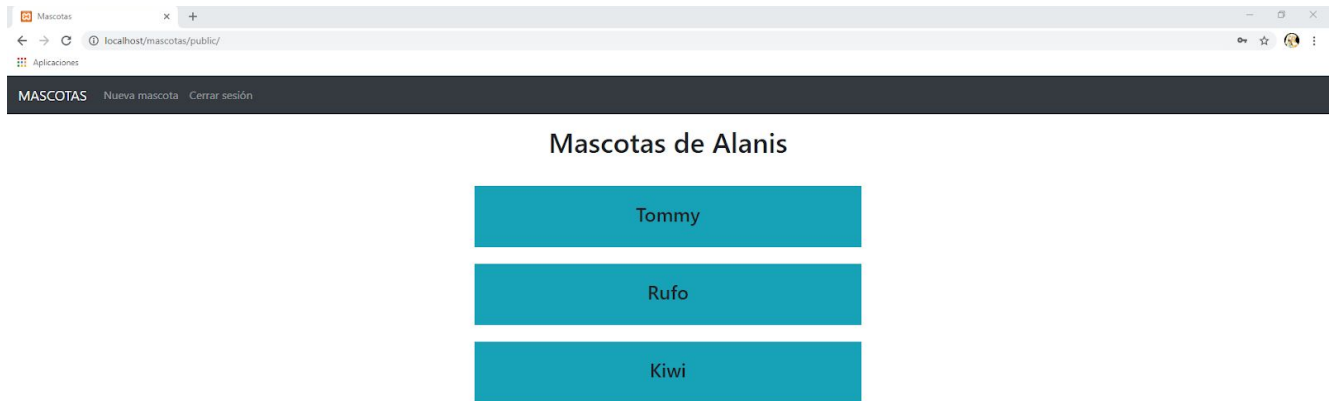 Mascotas
localhost/mascotas/public/
Aplicaciones
MASCOTAS Nueva mascota Cerrar sesión
Mascotas de Alanis
Tommy
Rufo
Kiwi